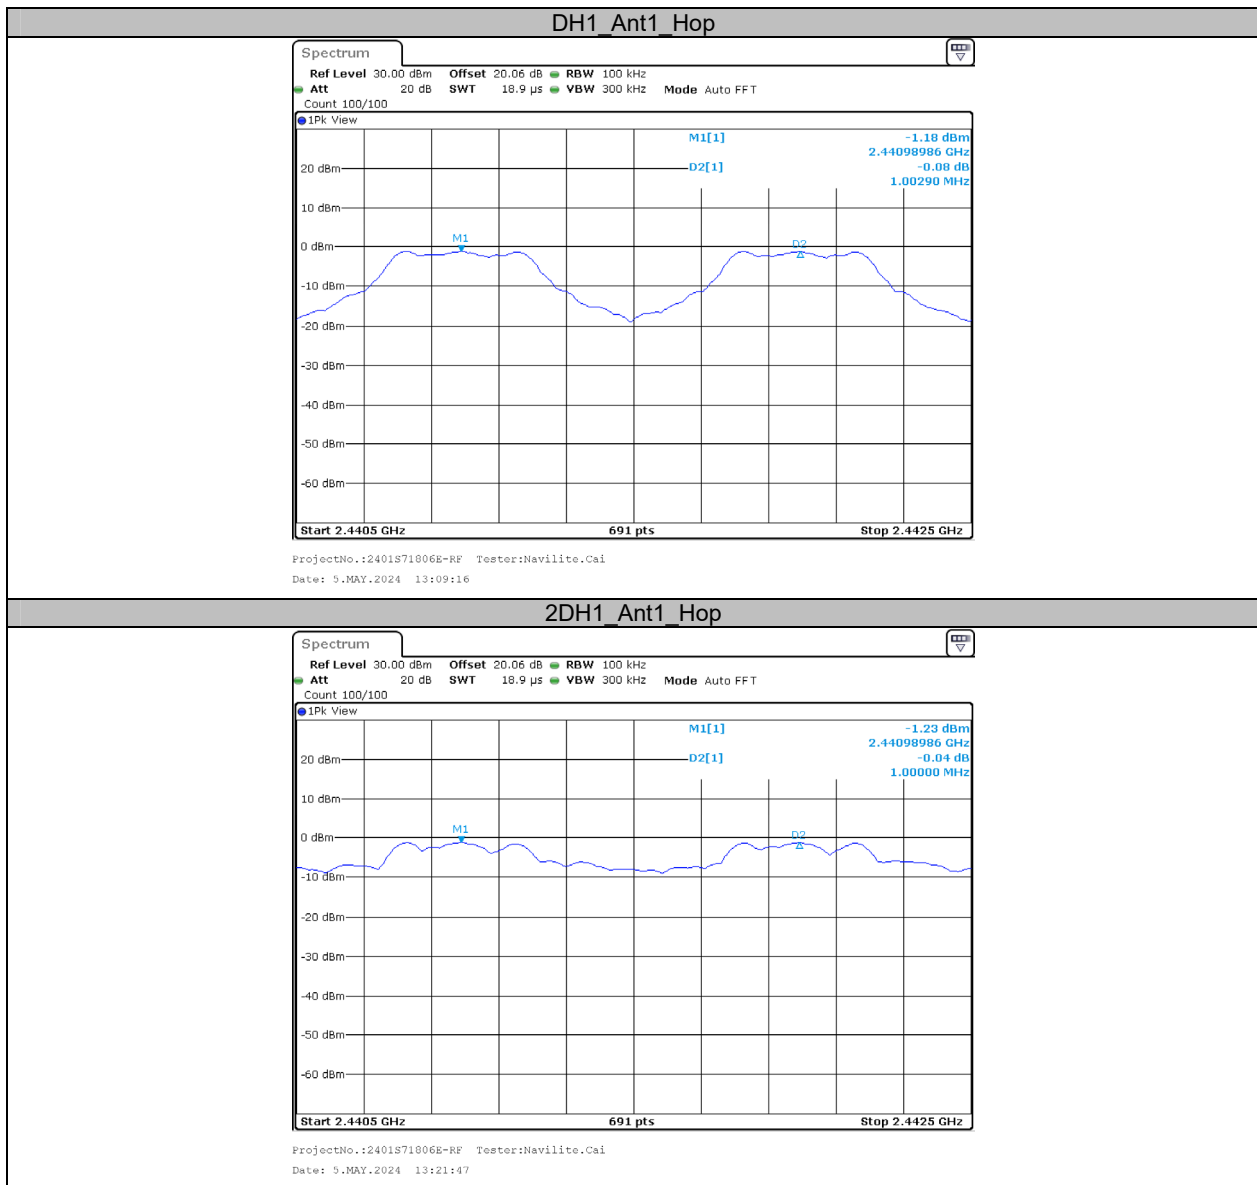 DH1_Ant1_Hop
Spectrum
Ref Level 30.00 dBm Offset 20.06 dB RBW 100 kHz
Att 20 dB SWT 18.9 µs VBW 300 kHz Mode Auto FFT
Count 100/100
1Pk View
M1[1] -1.18 dBm
2.44098986 GHz
D2[1] -0.08 dB
1.00290 MHz
20 dBm
10 dBm
M1
D2
0 dBm
-10 dBm
-20 dBm
-30 dBm
-40 dBm
-50 dBm
-60 dBm
Start 2.4405 GHz 691 pts Stop 2.4425 GHz
ProjectNo.:2401S71806E-RF Tester:Navilite.Cai
Date: 5.MAY.2024 13:09:16
2DH1_Ant1_Hop
Spectrum
Ref Level 30.00 dBm Offset 20.06 dB RBW 100 kHz
Att 20 dB SWT 18.9 µs VBW 300 kHz Mode Auto FFT
Count 100/100
1Pk View
M1[1] -1.23 dBm
2.44098986 GHz
D2[1] -0.04 dB
1.00000 MHz
20 dBm
10 dBm
M1
D2
0 dBm
-10 dBm
-20 dBm
-30 dBm
-40 dBm
-50 dBm
-60 dBm
Start 2.4405 GHz 691 pts Stop 2.4425 GHz
ProjectNo.:2401S71806E-RF Tester:Navilite.Cai
Date: 5.MAY.2024 13:21:47